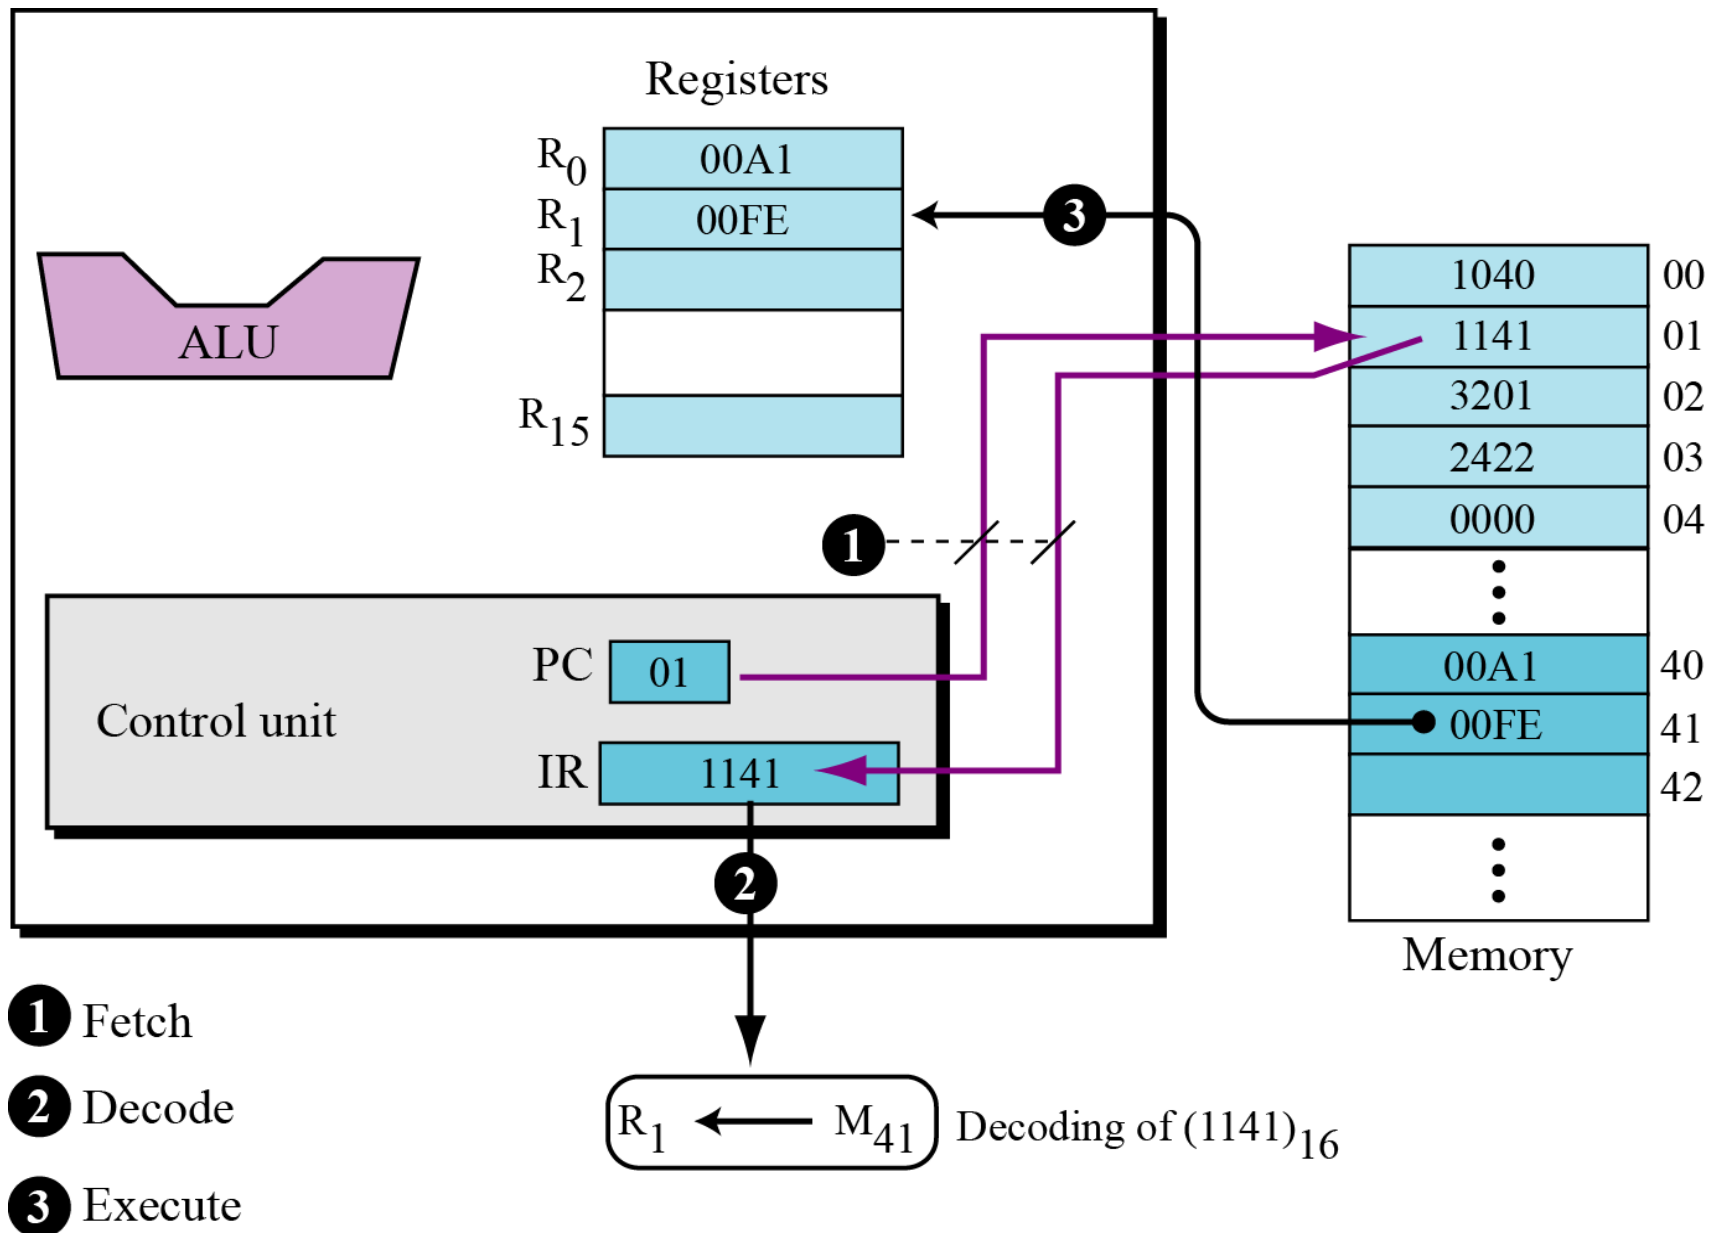 Registers
R0 00A1
R1 00FE
R2
R15
ALU
1040 00
1141 01
3201 02
2422 03
0000 04
00A1 40
00FE 41
42
Memory
3
1
Control unit
PC 01
IR 1141
2
1 Fetch
2 Decode
3 Execute
R1 ← M41 Decoding of (1141)16